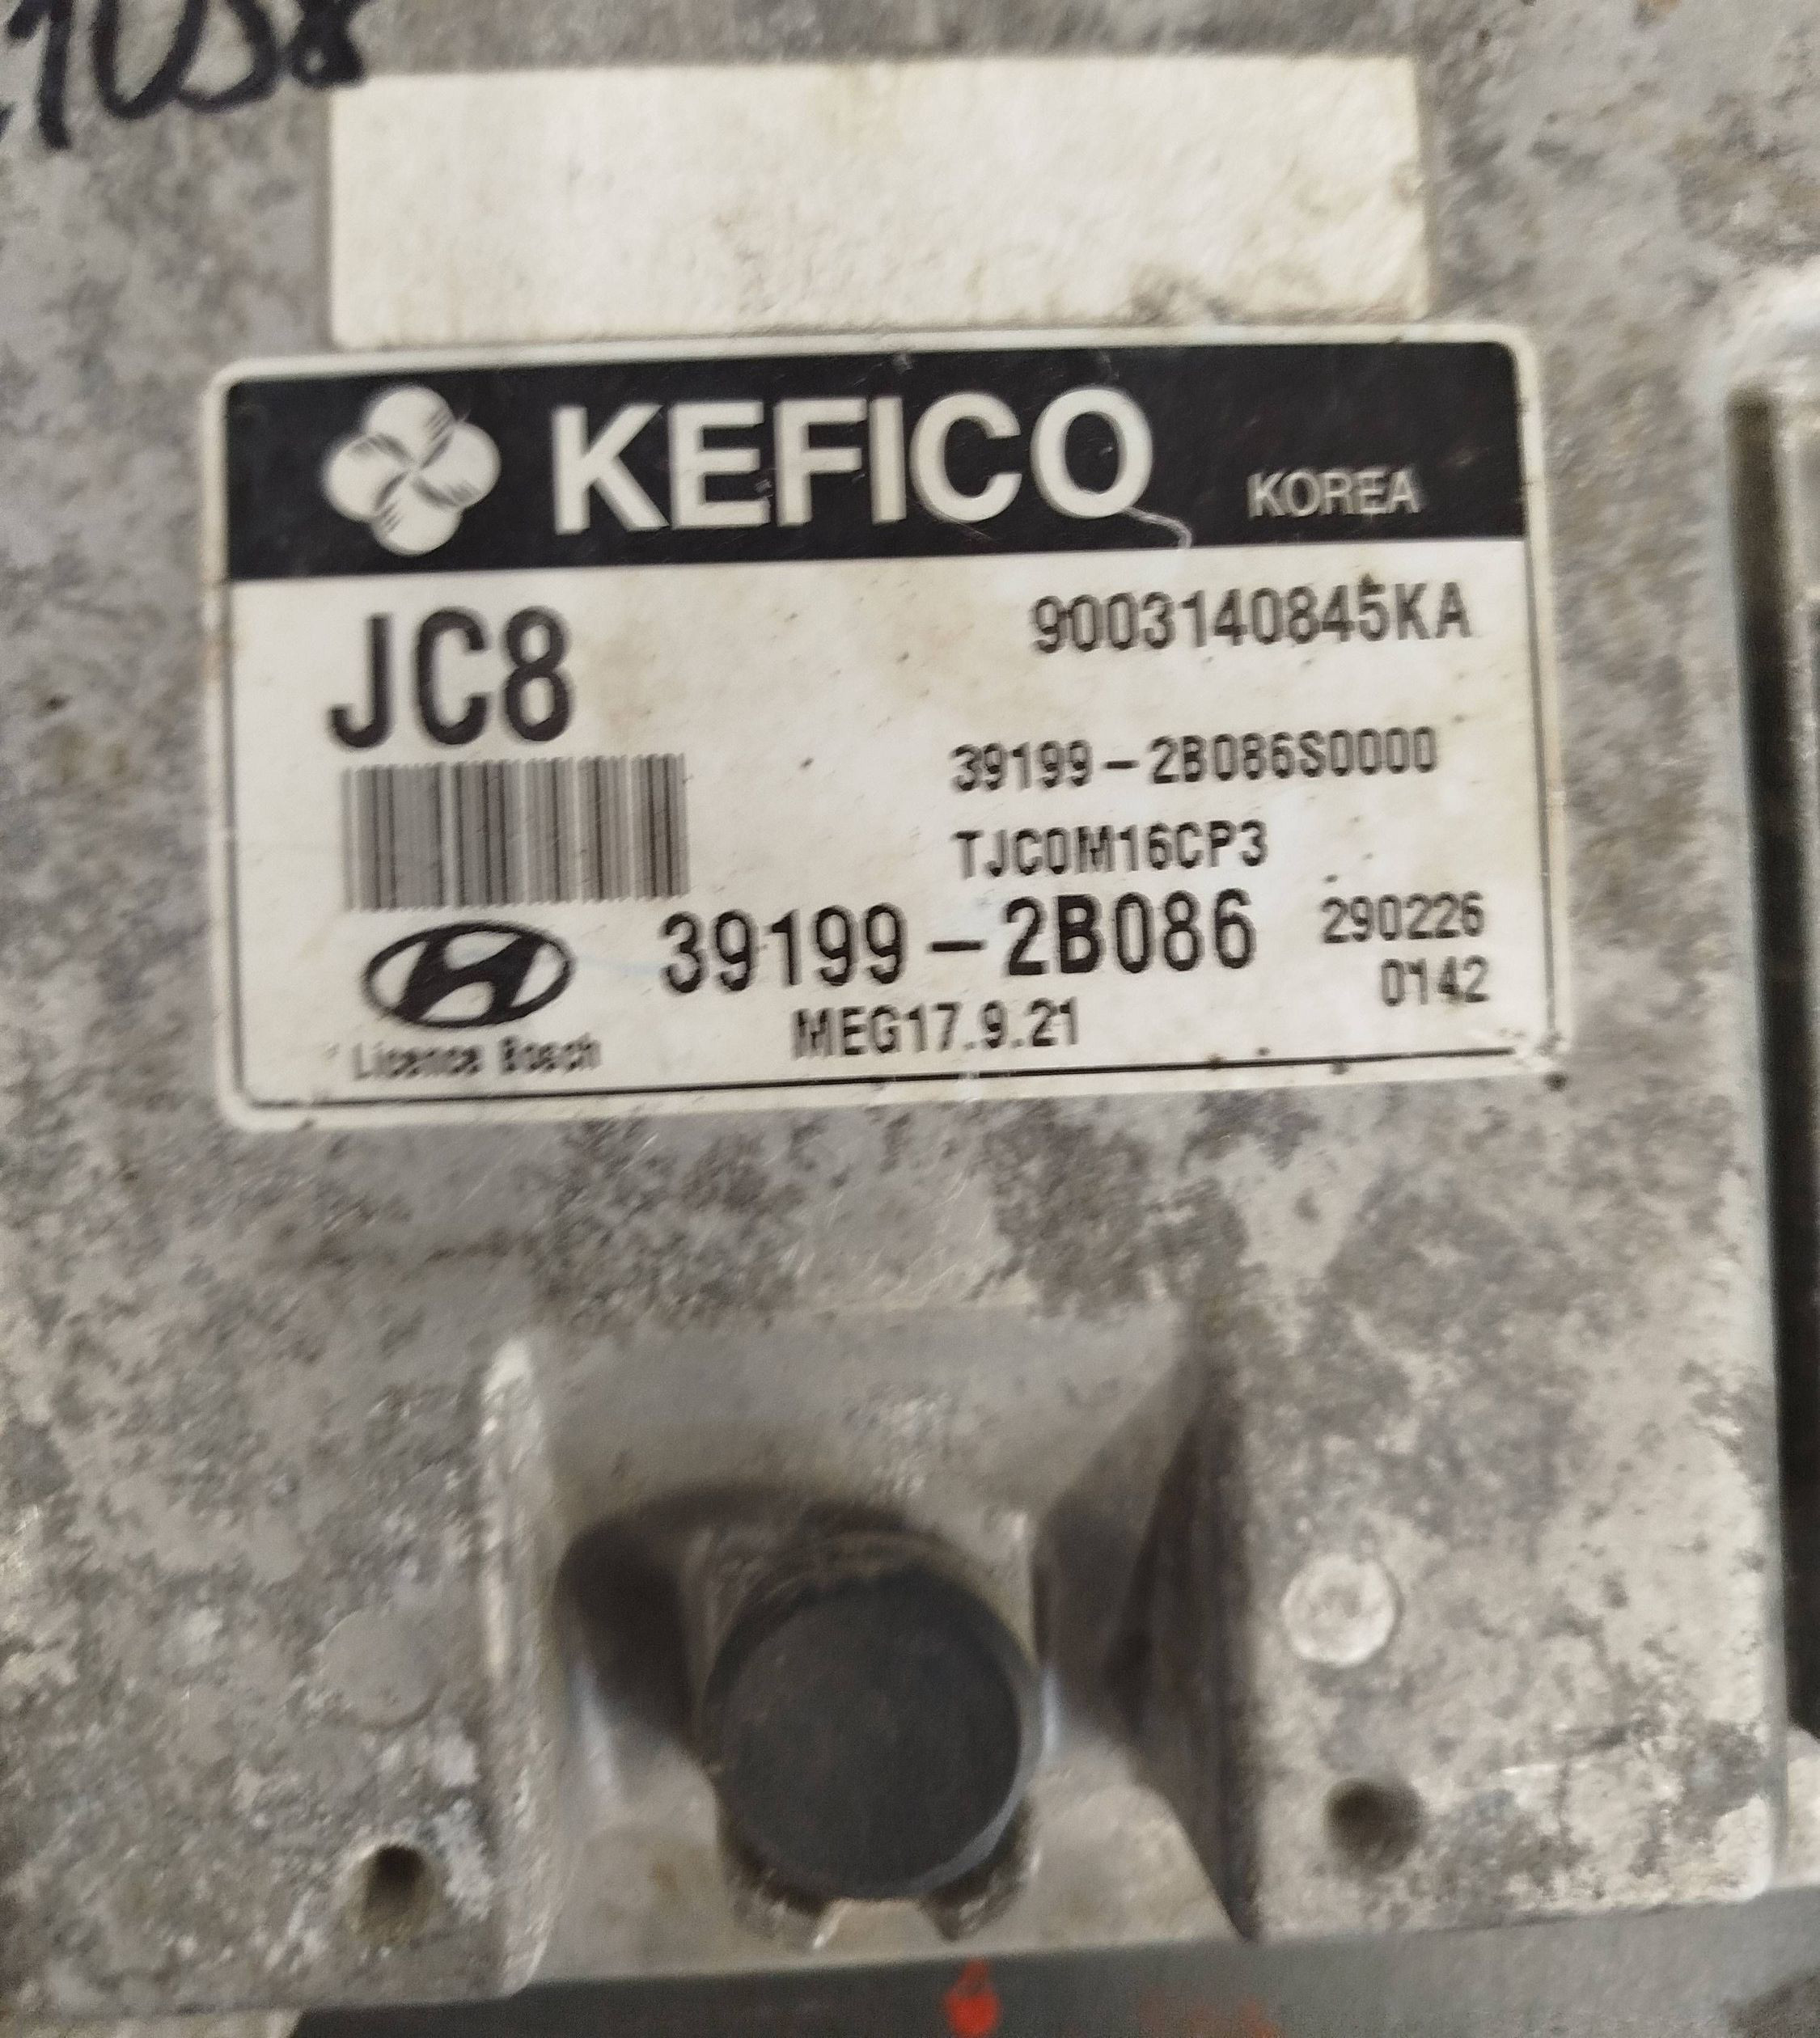 KEFICO KOREA
JC8 9003140845KA
39199-2B086S0000
TJC0M16CP3
39199-2B086 290226
0142
Licence Bosch MEG17.9.21